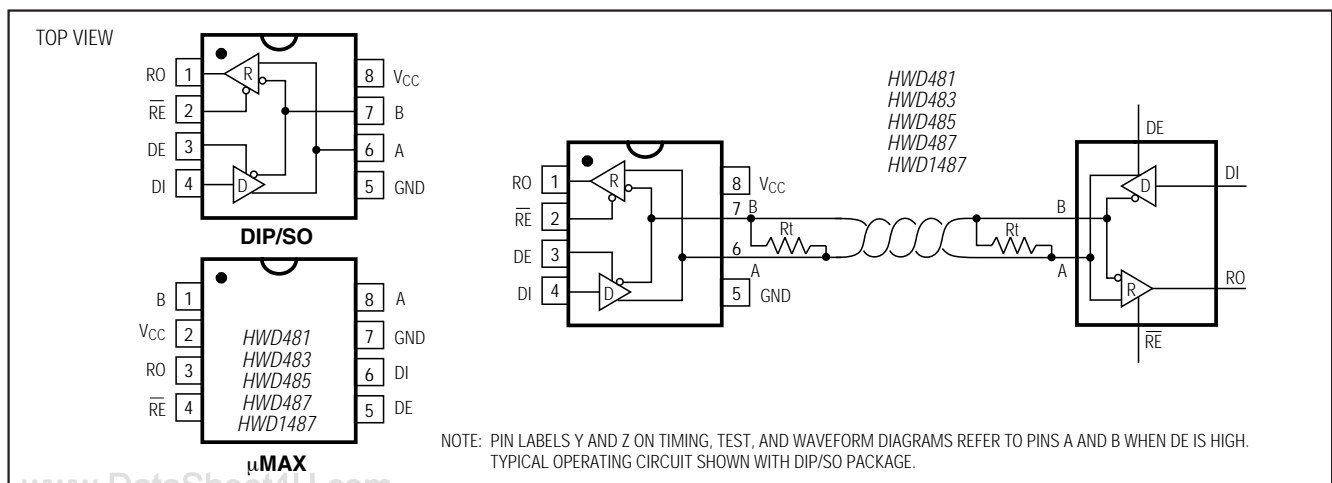 TOP VIEW
RO 1
R
8 VCC
RE 2
7 B
DE 3
6 A
DI 4
D
5 GND
DIP/SO
B 1
8 A
VCC 2
7 GND
RO 3
6 DI
RE 4
5 DE
HWD481
HWD483
HWD485
HWD487
HWD1487
µMAX
HWD481
HWD483
HWD485
HWD487
HWD1487
RO 1
R
8 VCC
RE 2
7 B
DE 3
6 A
DI 4
D
5 GND
Rt
Rt
DE
D
DI
B
A
R
RO
RE
NOTE: PIN LABELS Y AND Z ON TIMING, TEST, AND WAVEFORM DIAGRAMS REFER TO PINS A AND B WHEN DE IS HIGH.
TYPICAL OPERATING CIRCUIT SHOWN WITH DIP/SO PACKAGE.
www.DataSheet4U.com